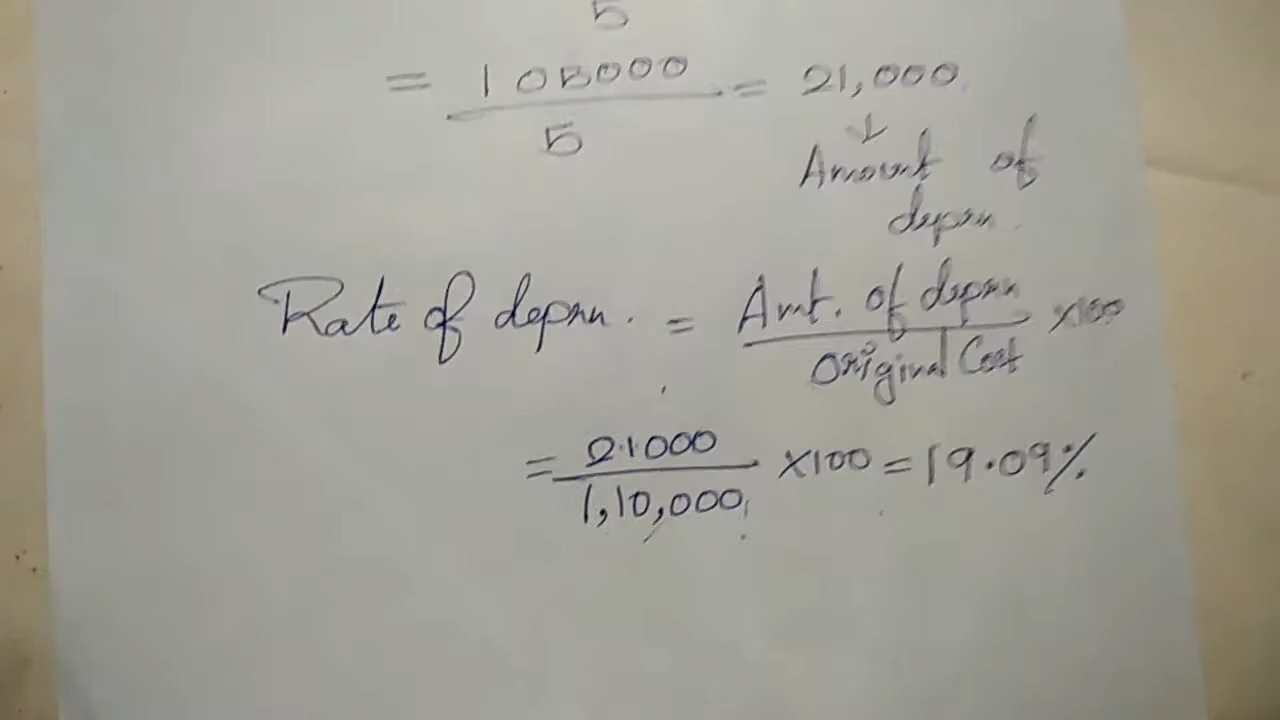 5
= 105000 / 5 = 21,000
↓
Amount of
depn.
Rate of depn. = Amt. of depn / Original Cost ×100
= 21000 / 1,10,000 ×100 = 19.09%